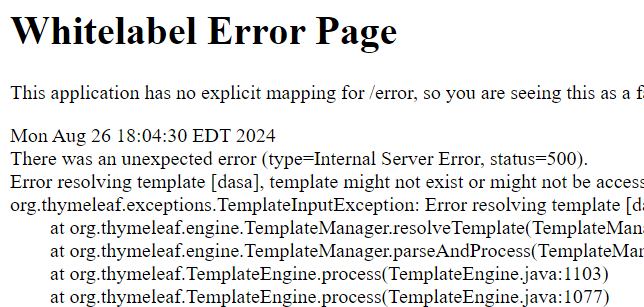 Whitelabel Error Page
This application has no explicit mapping for /error, so you are seeing this as a
Mon Aug 26 18:04:30 EDT 2024
There was an unexpected error (type=Internal Server Error, status=500).
Error resolving template [dasa], template might not exist or might not be acces
org.thymeleaf.exceptions.TemplateInputException: Error resolving template [da
at org.thymeleaf.engine.TemplateManager.resolveTemplate(TemplateMana
at org.thymeleaf.engine.TemplateManager.parseAndProcess(TemplateMar
at org.thymeleaf.TemplateEngine.process(TemplateEngine.java:1103)
at org.thymeleaf.TemplateEngine.process(TemplateEngine.java:1077)